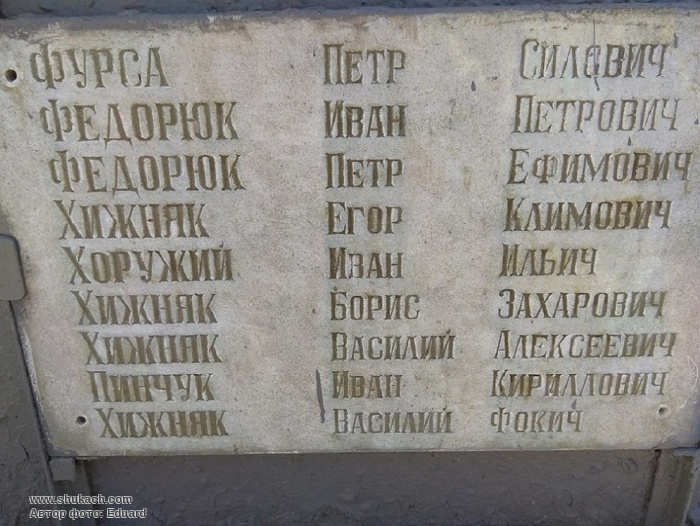 ФУРСА ПЕТР СИЛОВИЧ
ФЕДОРЮК ИВАН ПЕТРОВИЧ
ФЕДОРЮК ПЕТР ЕФИМОВИЧ
ХИЖНЯК ЕГОР КЛИМОВИЧ
ХОРУЖИЙ ИВАН ИЛЬИЧ
ХИЖНЯК БОРИС ЗАХАРОВИЧ
ХИЖНЯК ВАСИЛИЙ АЛЕКСЕЕВИЧ
ПИНЧУК ИВАН КИРИЛЛОВИЧ
ХИЖНЯК ВАСИЛИЙ ФОКИЧ
www.shukach.com
Автор фото: Eduard